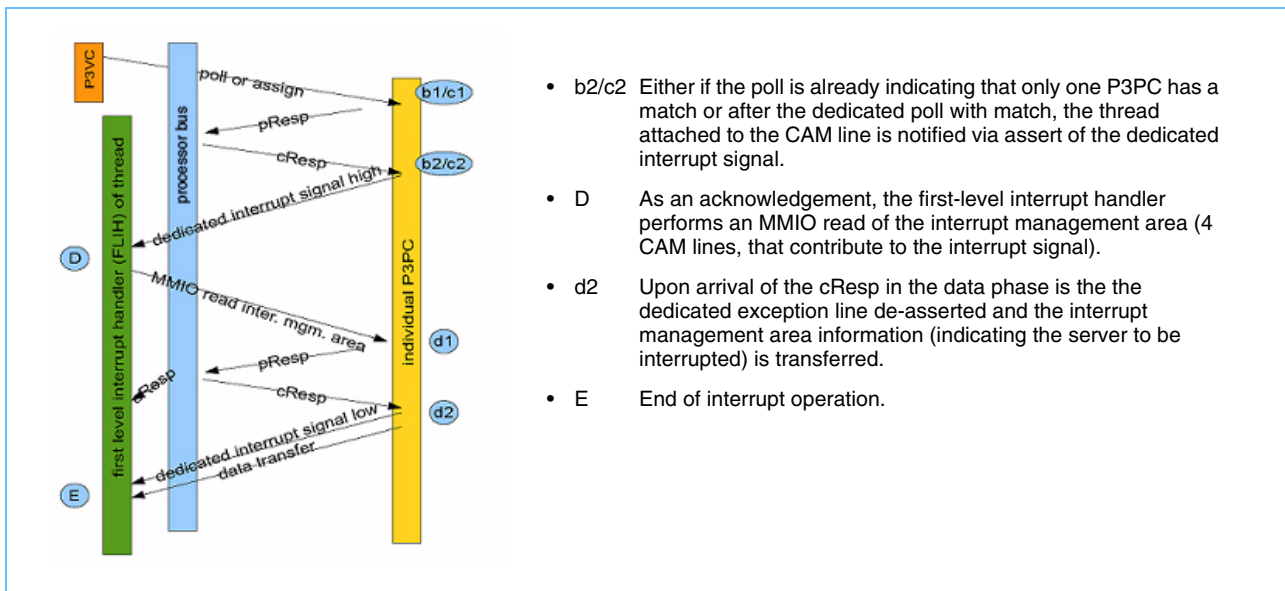 P3VC
poll or assign
b1/c1
pResp
cResp
b2/c2
dedicated interrupt signal high
D
MMIO read inter. mgm. area
d1
pResp
cResp
cResp
d2
dedicated interrupt signal low
data transfer
E
first level interrupt handler (FLIH) of thread
processor bus
individual P3PC
• b2/c2 Either if the poll is already indicating that only one P3PC has a
match or after the dedicated poll with match, the thread
attached to the CAM line is notified via assert of the dedicated
interrupt signal.
• D As an acknowledgement, the first-level interrupt handler
performs an MMIO read of the interrupt management area (4
CAM lines, that contribute to the interrupt signal).
• d2 Upon arrival of the cResp in the data phase is the the
dedicated exception line de-asserted and the interrupt
management area information (indicating the server to be
interrupted) is transferred.
• E End of interrupt operation.